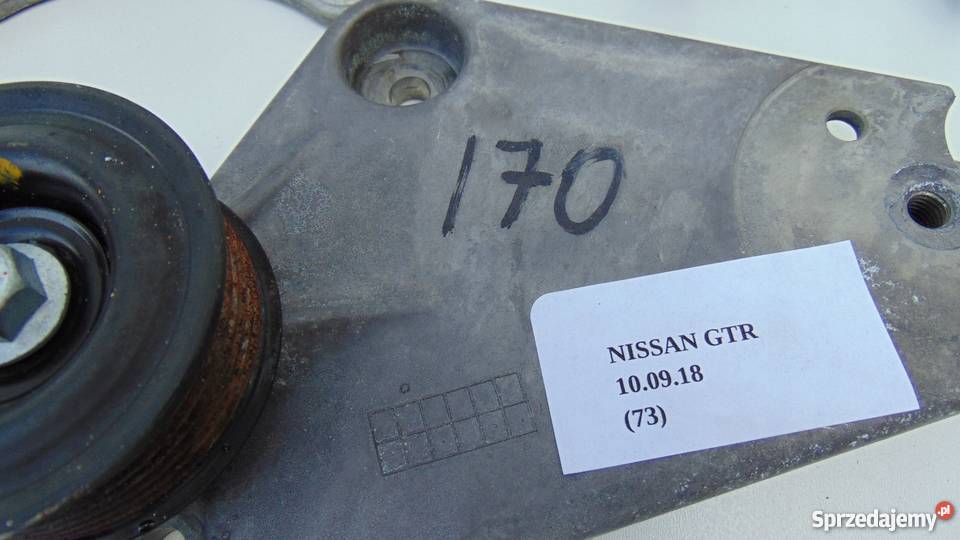 170
NISSAN GTR
10.09.18
(73)
Sprzedajemy.pl